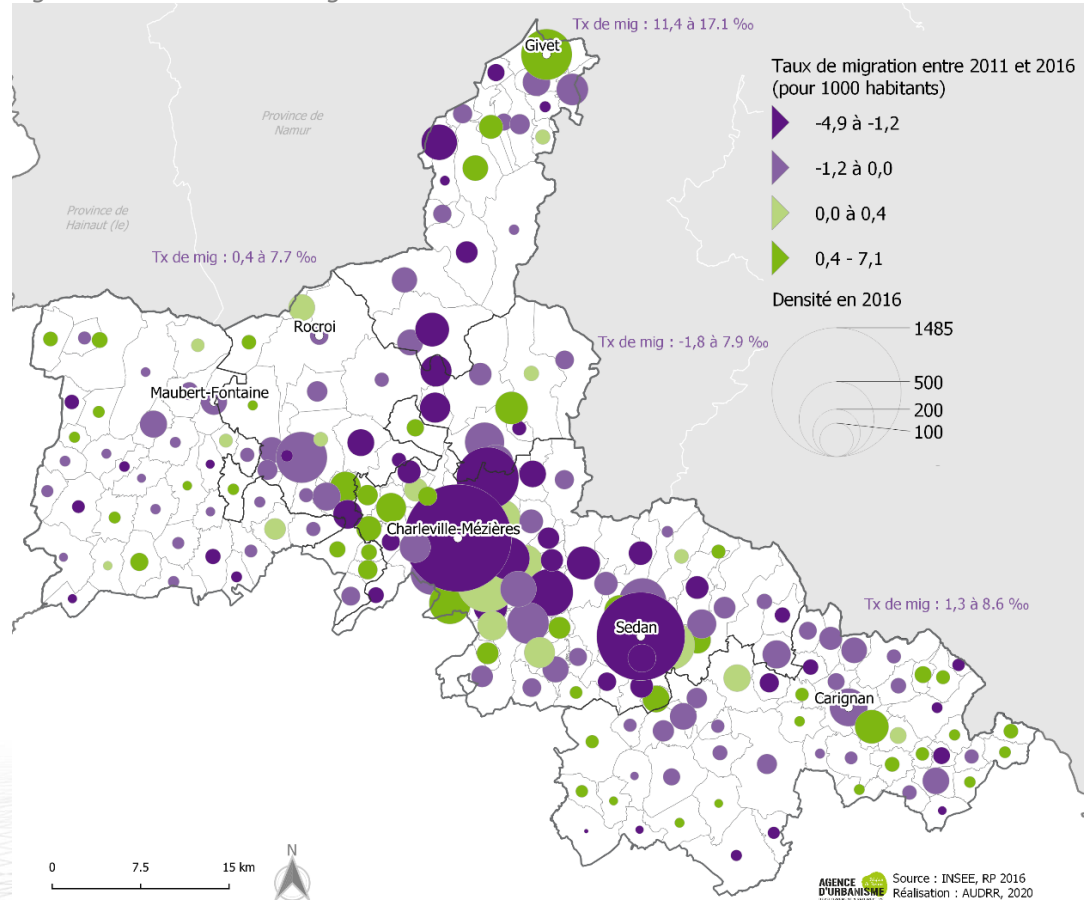 Tx de mig : 11,4 à 17.1 ‰
Givet
Taux de migration entre 2011 et 2016
(pour 1000 habitants)
-4,9 à -1,2
-1,2 à 0,0
0,0 à 0,4
0,4 - 7,1
Densité en 2016
1485
500
200
100
Province de
Namur
Province de
Hainaut (le)
Tx de mig : 0,4 à 7.7 ‰
Rocroi
Tx de mig : -1,8 à 7.9 ‰
Maubert-Fontaine
Charleville-Mézières
Tx de mig : 1,3 à 8.6 ‰
Sedan
Carignan
0 7.5 15 km
N
AGENCE
D'URBANISME
Source : INSEE, RP 2016
Réalisation : AUDRR, 2020